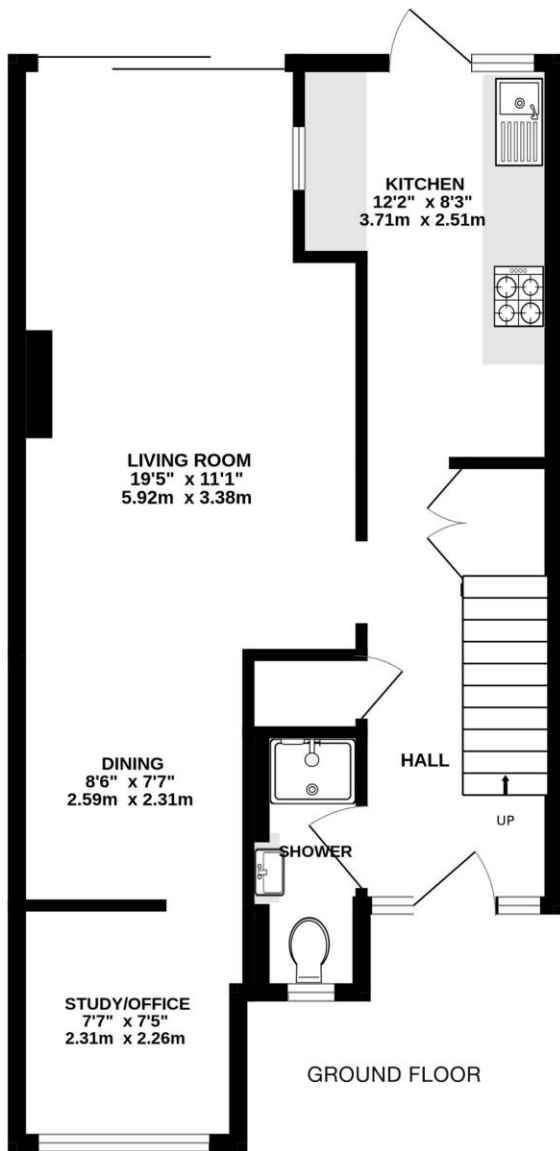 KITCHEN
12'2" x 8'3"
3.71m x 2.51m
LIVING ROOM
19'5" x 11'1"
5.92m x 3.38m
DINING
8'6" x 7'7"
2.59m x 2.31m
HALL
UP
SHOWER
STUDY/OFFICE
7'7" x 7'5"
2.31m x 2.26m
GROUND FLOOR